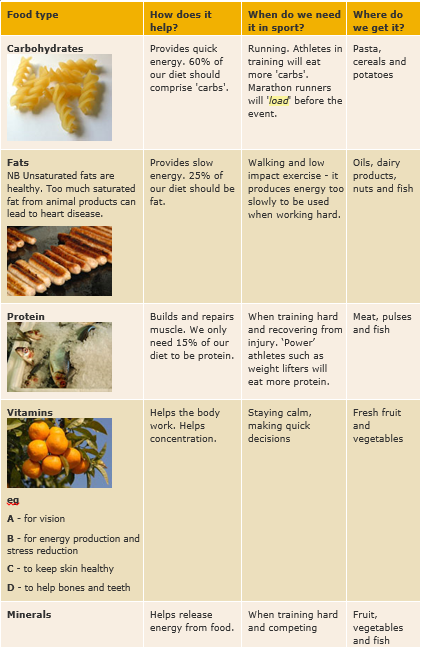 Food type
How does it
help?
When do we need
it in sport?
Where do
we get it?
Carbohydrates
Provides quick
energy. 60% of
our diet should
comprise 'carbs'.
Running. Athletes in
training will eat
more 'carbs'.
Marathon runners
will 'load' before the
event.
Pasta,
cereals and
potatoes
Fats
NB Unsaturated fats are
healthy. Too much saturated
fat from animal products can
lead to heart disease.
Provides slow
energy. 25% of
our diet should be
fat.
Walking and low
impact exercise - it
produces energy too
slowly to be used
when working hard.
Oils, dairy
products,
nuts and fish
Protein
Builds and repairs
muscle. We only
need 15% of our
diet to be protein.
When training hard
and recovering from
injury. ‘Power’
athletes such as
weight lifters will
eat more protein.
Meat, pulses
and fish
Vitamins
eg
A - for vision
B - for energy production and
stress reduction
C - to keep skin healthy
D - to help bones and teeth
Helps the body
work. Helps
concentration.
Staying calm,
making quick
decisions
Fresh fruit
and
vegetables
Minerals
Helps release
energy from food.
When training hard
and competing
Fruit,
vegetables
and fish